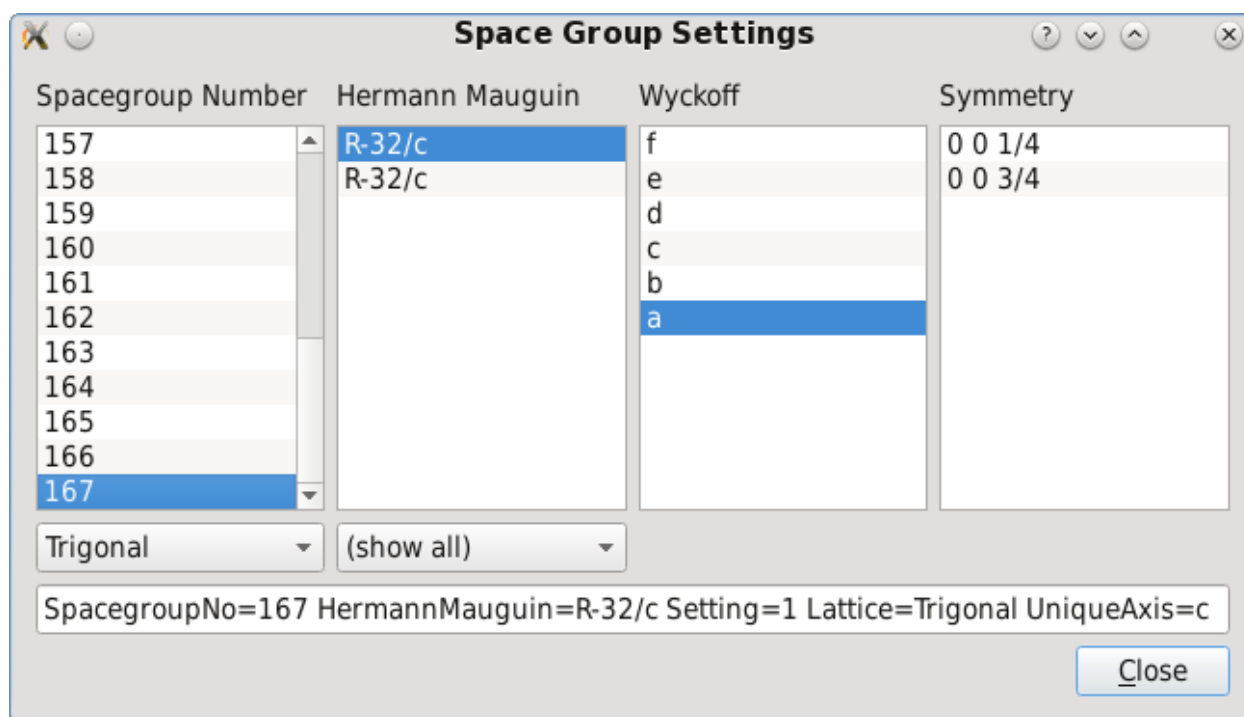 Space Group Settings
Spacegroup Number Hermann Mauguin Wyckoff Symmetry
157 R-32/c f 0 0 1/4
158 R-32/c e 0 0 3/4
159 d
160 c
161 b
162 a
163
164
165
166
167
Trigonal (show all)
SpacegroupNo=167 HermannMauguin=R-32/c Setting=1 Lattice=Trigonal UniqueAxis=c
Close